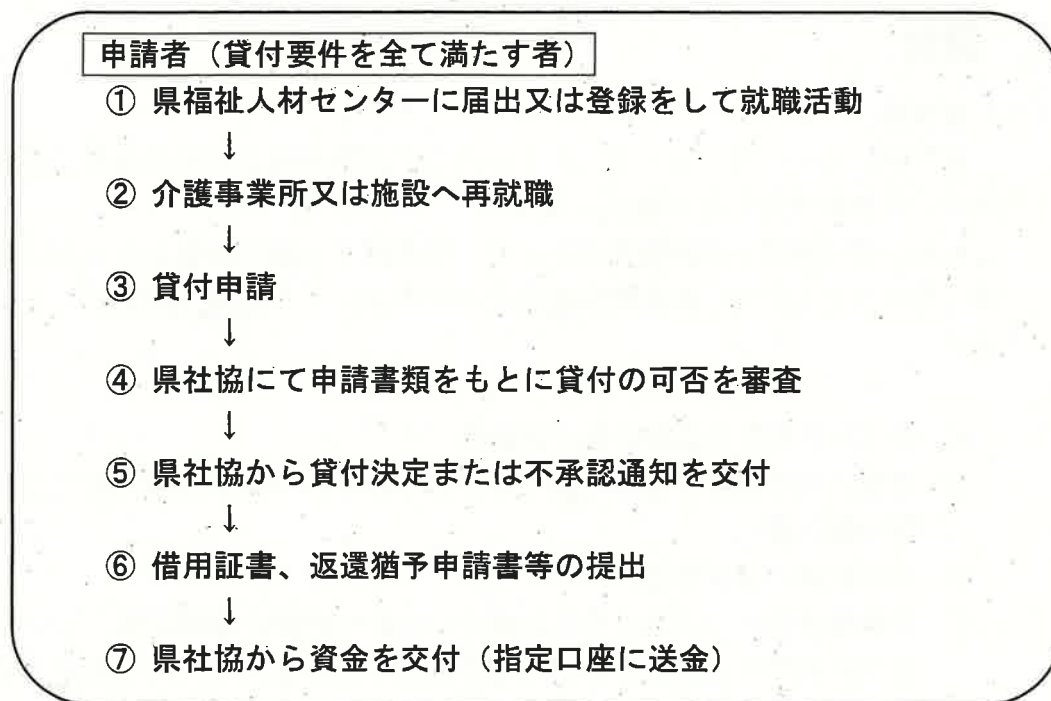 申請者（貸付要件を全て満たす者）
① 県福祉人材センターに届出又は登録をして就職活動
↓
② 介護事業所又は施設へ再就職
↓
③ 貸付申請
↓
④ 県社協にて申請書類をもとに貸付の可否を審査
↓
⑤ 県社協から貸付決定または不承認通知を交付
↓
⑥ 借用証書、返還猶予申請書等の提出
↓
⑦ 県社協から資金を交付（指定口座に送金）